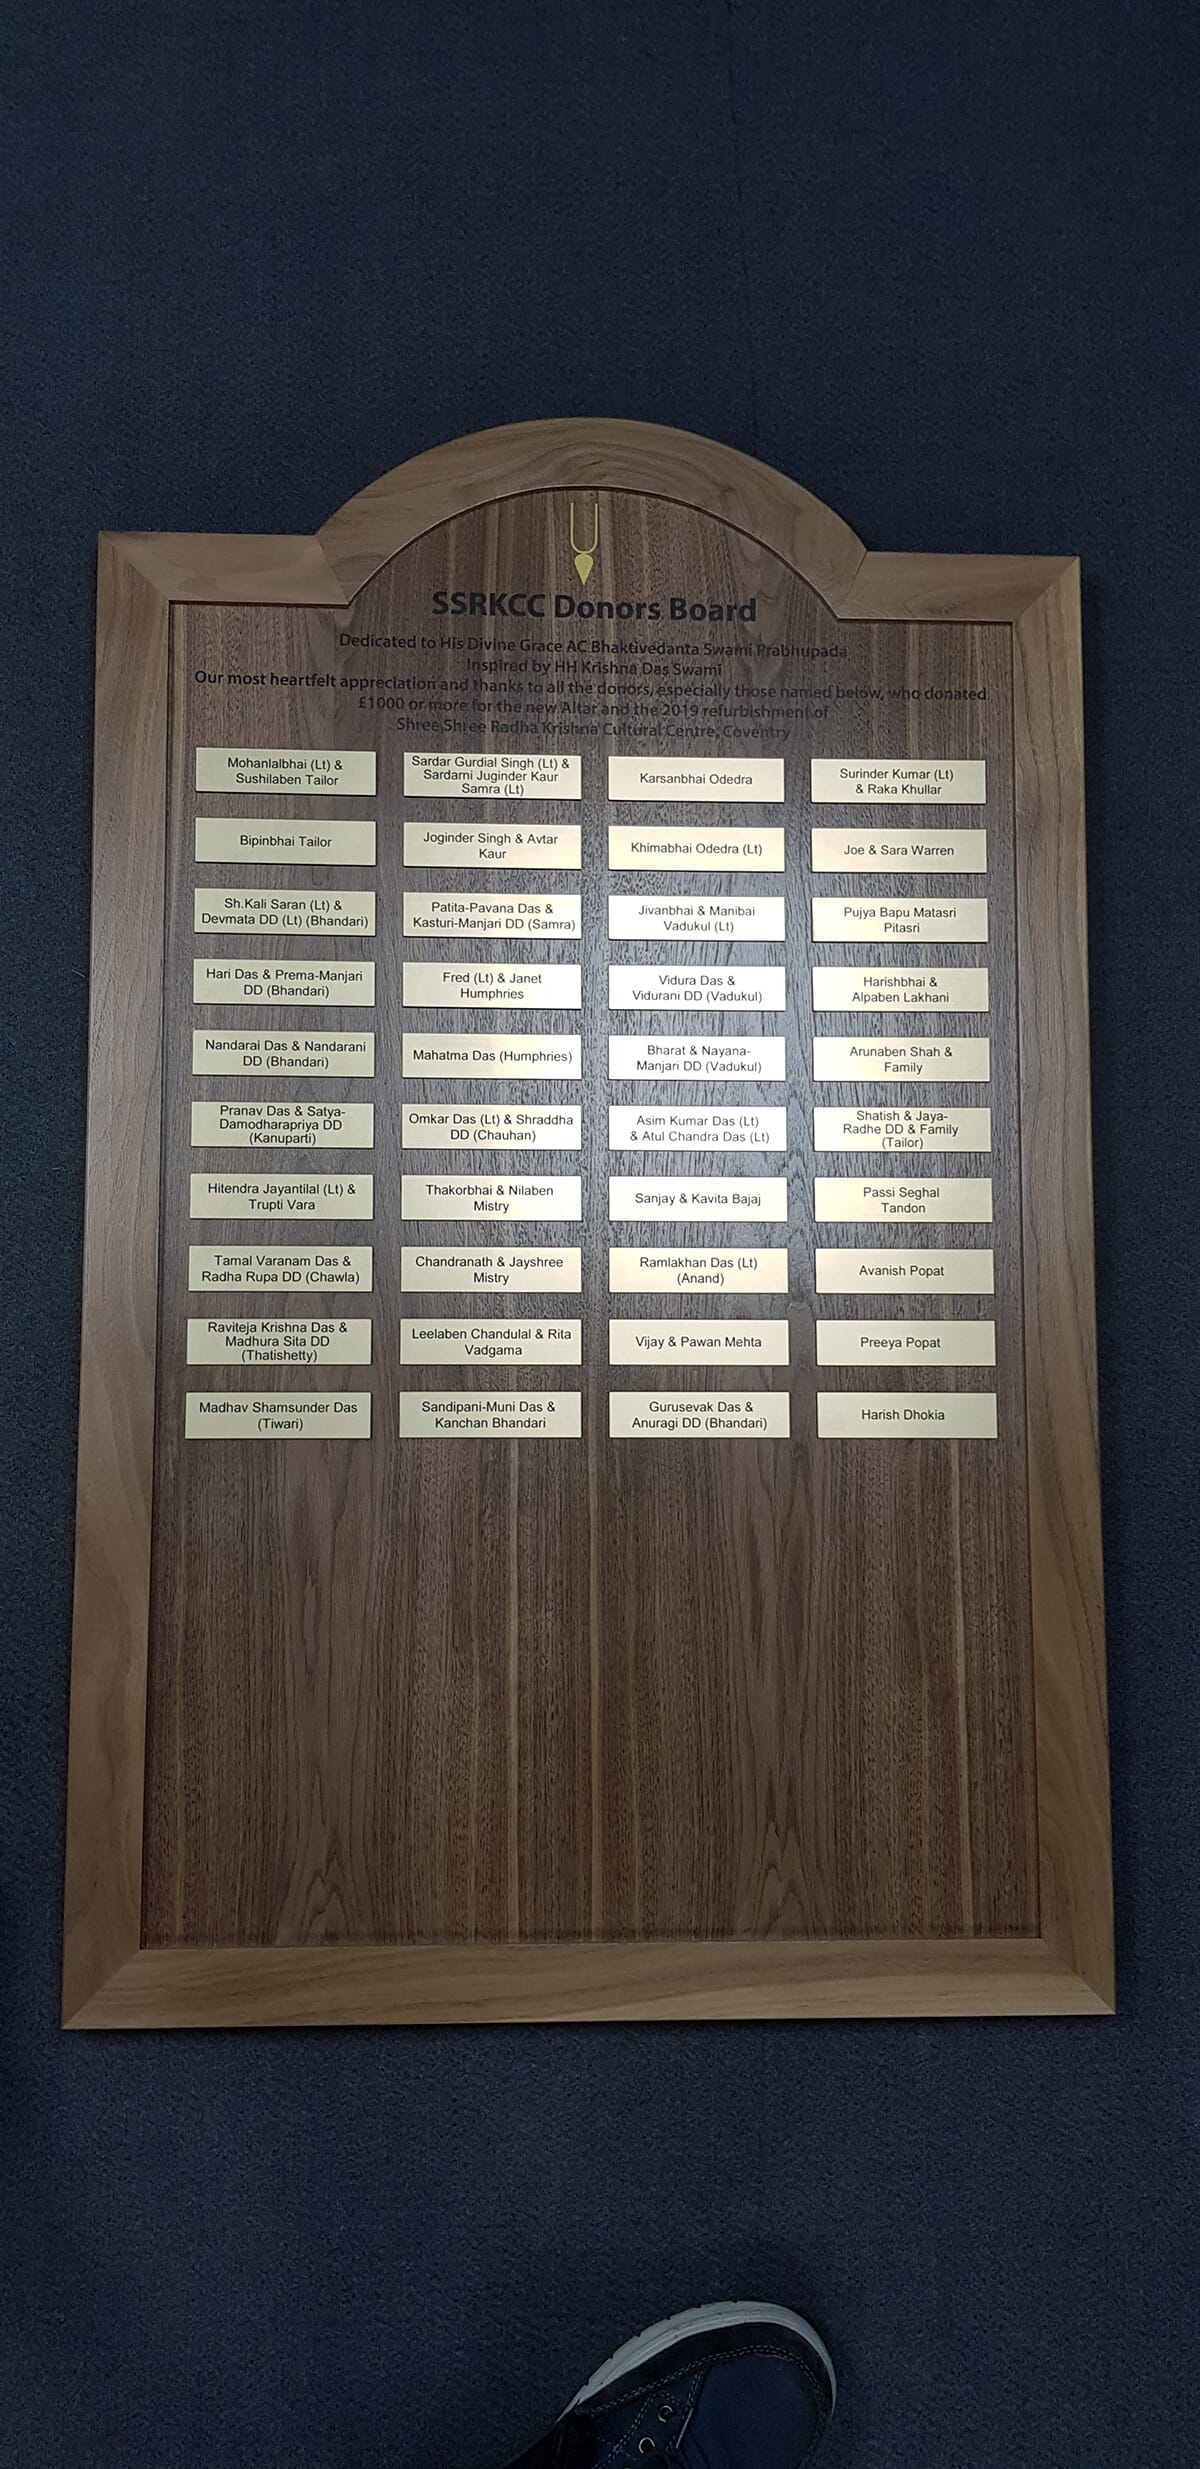 SSRKCC Donors Board
Dedicated to His Divine Grace AC Bhaktivedanta Swami Prabhupada
Inspired by HH Krishna Das Swami
Our most heartfelt appreciation and thanks to all the donors, especially those named below, who donated
£1000 or more for the new Altar and the 2019 refurbishment of
Shree Shree Radha Krishna Cultural Centre, Coventry
Mohanlalbhai (Lt) &
Sushilaben Tailor
Sardar Gurdial Singh (Lt) &
Sardarni Juginder Kaur
Samra (Lt)
Karsanbhai Odedra
Surinder Kumar (Lt)
& Raka Khullar
Bipinbhai Tailor
Joginder Singh & Avtar
Kaur
Khimabhai Odedra (Lt)
Joe & Sara Warren
Sh.Kali Saran (Lt) &
Devmata DD (Lt) (Bhandari)
Patita-Pavana Das &
Kasturi-Manjari DD (Samra)
Jivanbhai & Manibai
Vadukul (Lt)
Pujya Bapu Matasri
Pitasri
Hari Das & Prema-Manjari
DD (Bhandari)
Fred (Lt) & Janet
Humphries
Vidura Das &
Vidurani DD (Vadukul)
Harishbhai &
Alpaben Lakhani
Nandarai Das & Nandarani
DD (Bhandari)
Mahatma Das (Humphries)
Bharat & Nayana-
Manjari DD (Vadukul)
Arunaben Shah &
Family
Pranav Das & Satya-
Damodharapriya DD
(Kanuparti)
Omkar Das (Lt) & Shraddha
DD (Chauhan)
Asim Kumar Das (Lt)
& Atul Chandra Das (Lt)
Shatish & Jaya-
Radhe DD & Family
(Tailor)
Hitendra Jayantilal (Lt) &
Trupti Vara
Thakorbhai & Nilaben
Mistry
Sanjay & Kavita Bajaj
Passi Seghal
Tandon
Tamal Varanam Das &
Radha Rupa DD (Chawla)
Chandranath & Jayshree
Mistry
Ramlakhan Das (Lt)
(Anand)
Avanish Popat
Raviteja Krishna Das &
Madhura Sita DD
(Thatishetty)
Leelaben Chandulal & Rita
Vadgama
Vijay & Pawan Mehta
Preeya Popat
Madhav Shamsunder Das
(Tiwari)
Sandipani-Muni Das &
Kanchan Bhandari
Gurusevak Das &
Anuragi DD (Bhandari)
Harish Dhokia